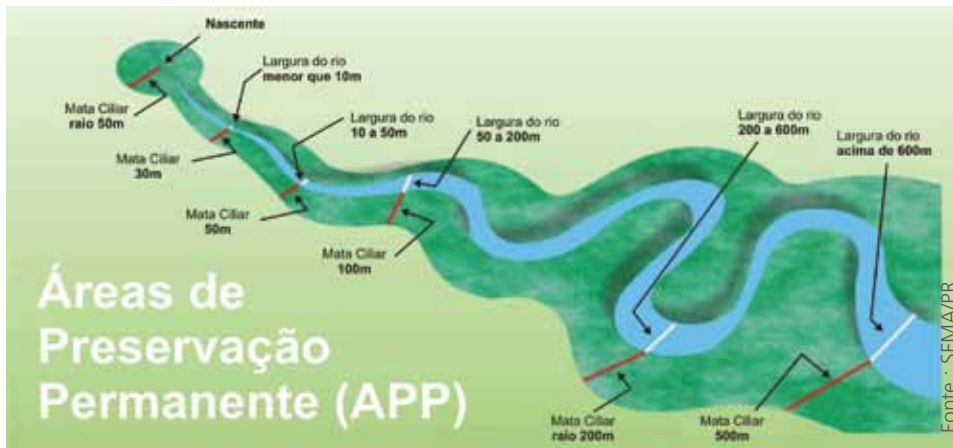 Nascente
Largura do rio
menor que 10m
Mata Ciliar
raio 50m
Largura do rio
10 a 50m
Largura do rio
50 a 200m
Largura do rio
200 a 600m
Largura do rio
acima de 600m
Mata Ciliar
30m
Mata Ciliar
50m
Mata Ciliar
100m
Áreas de
Preservação
Permanente (APP)
Mata Ciliar
raio 200m
Mata Ciliar
500m
Fonte : SEMA/PR